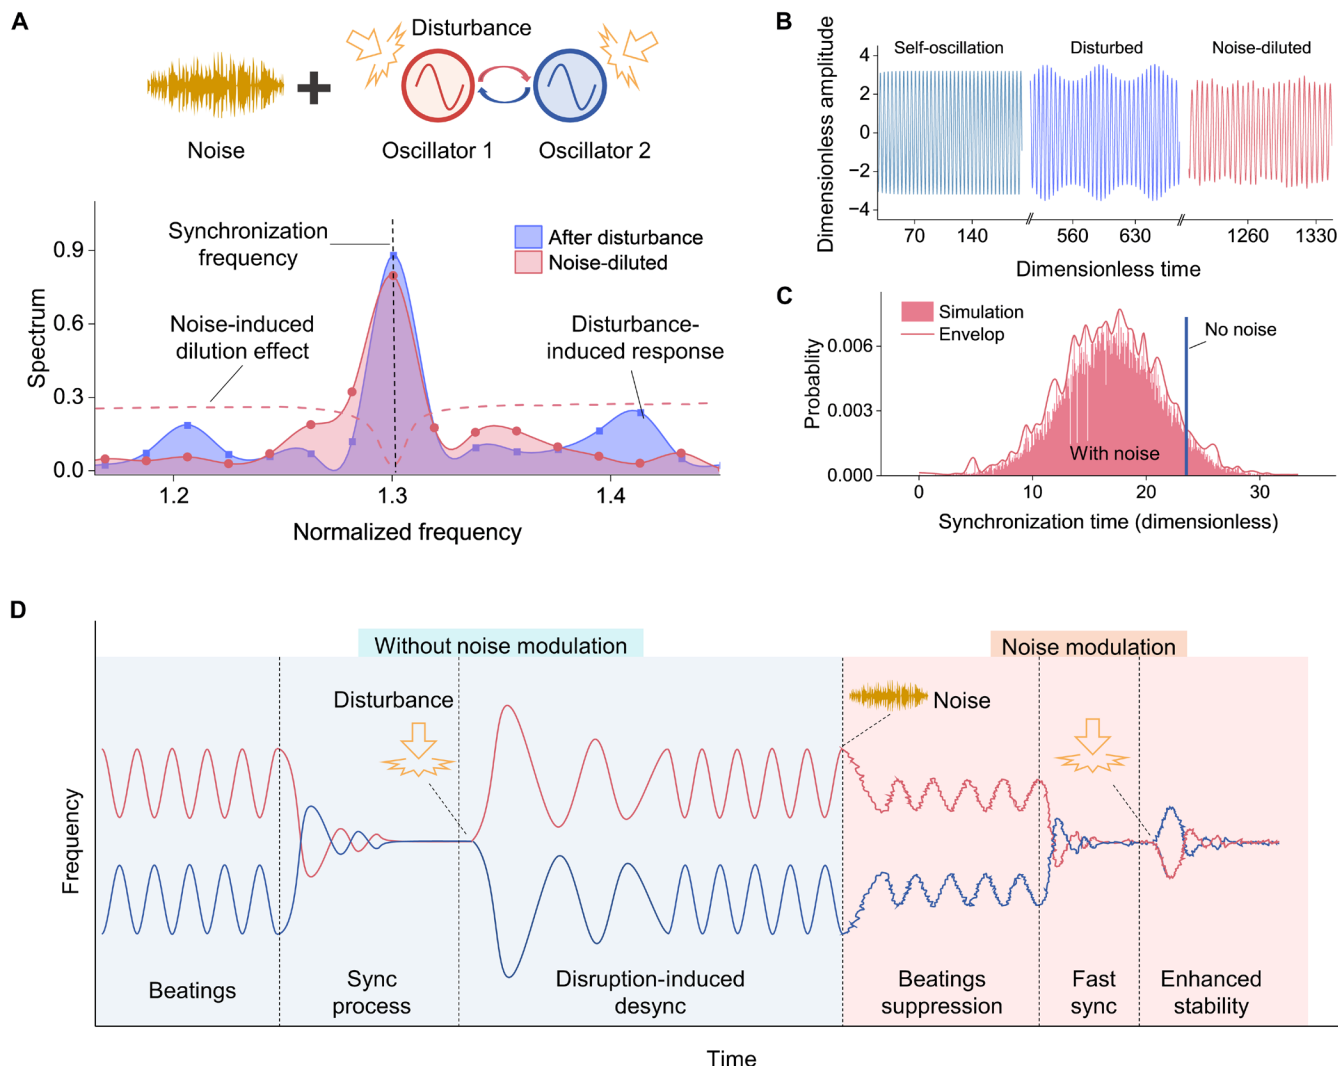 A
Disturbance
Noise
Oscillator 1
Oscillator 2
Synchronization
frequency
After disturbance
Noise-diluted
Noise-induced
dilution effect
Disturbance-
induced response
Spectrum
0.9
0.6
0.3
0.0
1.2
1.3
1.4
Normalized frequency
B
Self-oscillation
Disturbed
Noise-diluted
Dimensionless amplitude
4
2
0
−2
−4
70
140
560
630
1260
1330
Dimensionless time
C
Simulation
Envelop
No noise
With noise
Probablity
0.006
0.003
0.000
0
10
20
30
Synchronization time (dimensionless)
D
Without noise modulation
Noise modulation
Disturbance
Noise
Frequency
Beatings
Sync
process
Disruption-induced
desync
Beatings
suppression
Fast
sync
Enhanced
stability
Time